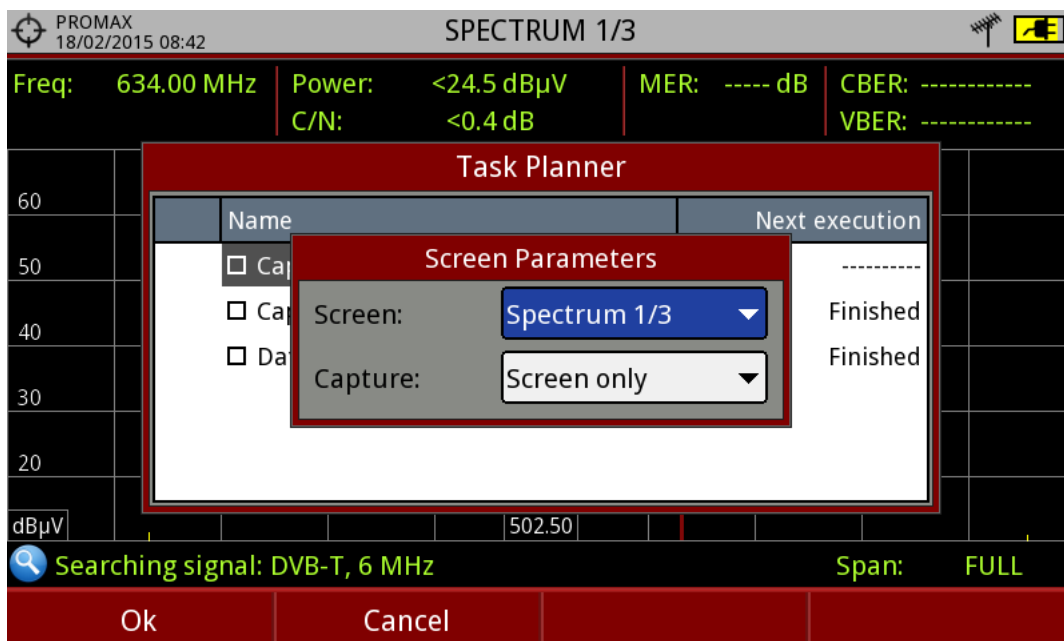 PROMAX
18/02/2015 08:42
SPECTRUM 1/3
Freq: 634.00 MHz
Power: <24.5 dBµV
MER: ----- dB
CBER: ------------
C/N: <0.4 dB
VBER: ------------
Task Planner
Name Next execution
Ca ----------
Ca Finished
Da Finished
Screen Parameters
Screen: Spectrum 1/3
Capture: Screen only
60
50
40
30
20
dBµV
502.50
Searching signal: DVB-T, 6 MHz
Span: FULL
Ok Cancel